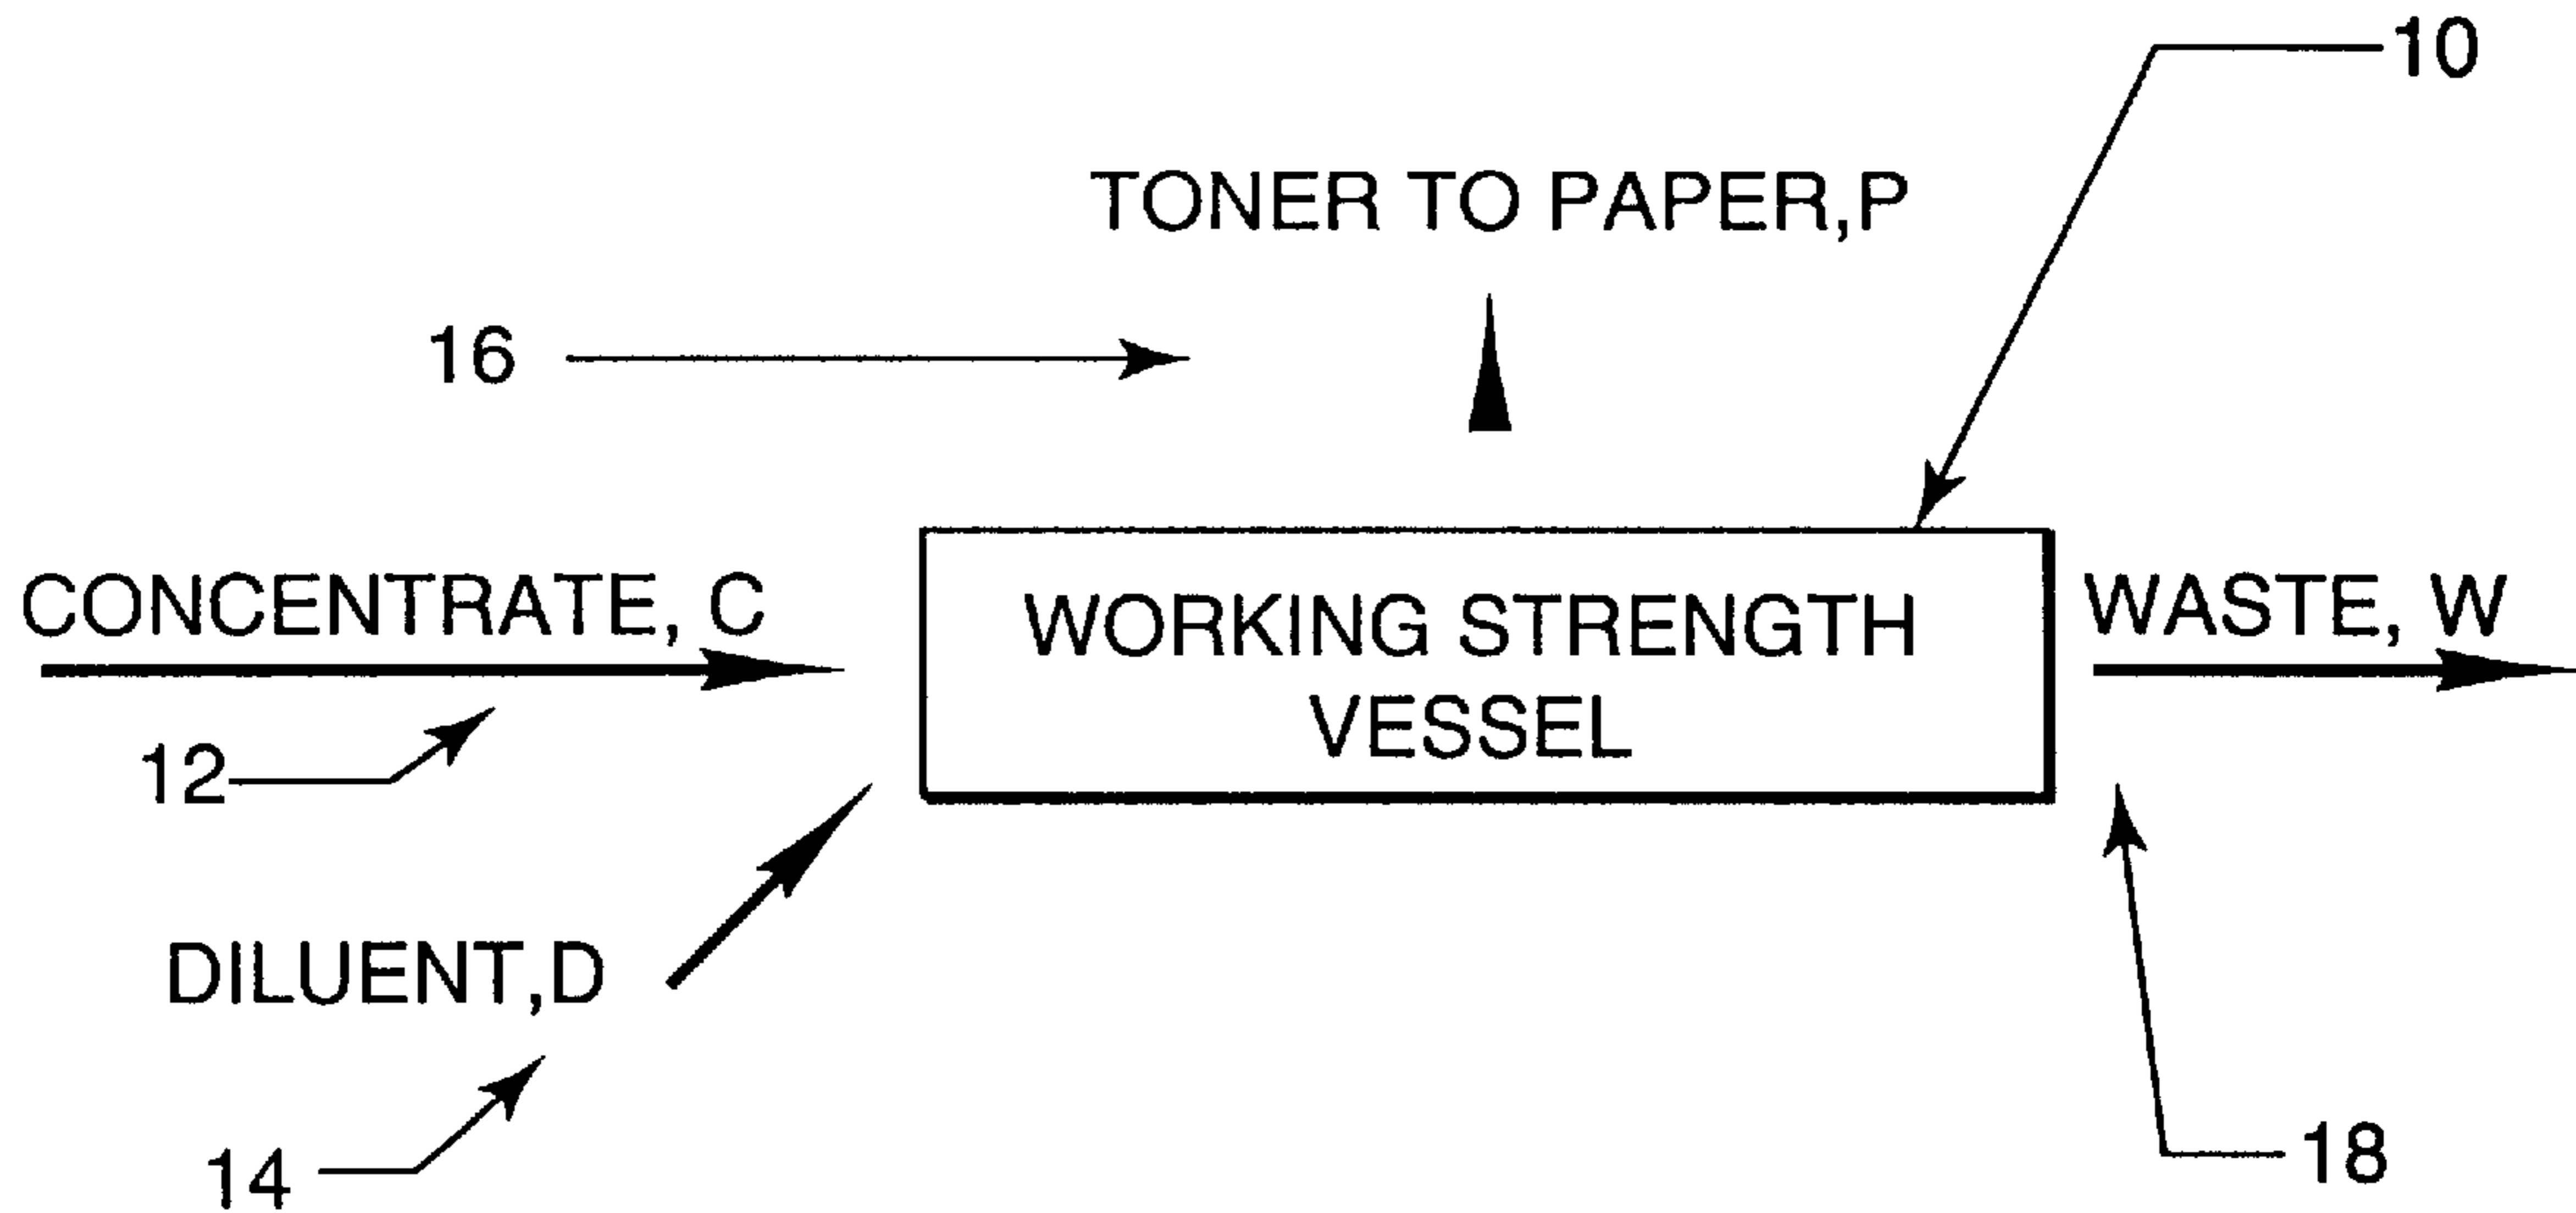 10
TONER TO PAPER,P
16
CONCENTRATE, C
WORKING STRENGTH
VESSEL
WASTE, W
12
DILUENT,D
14
18